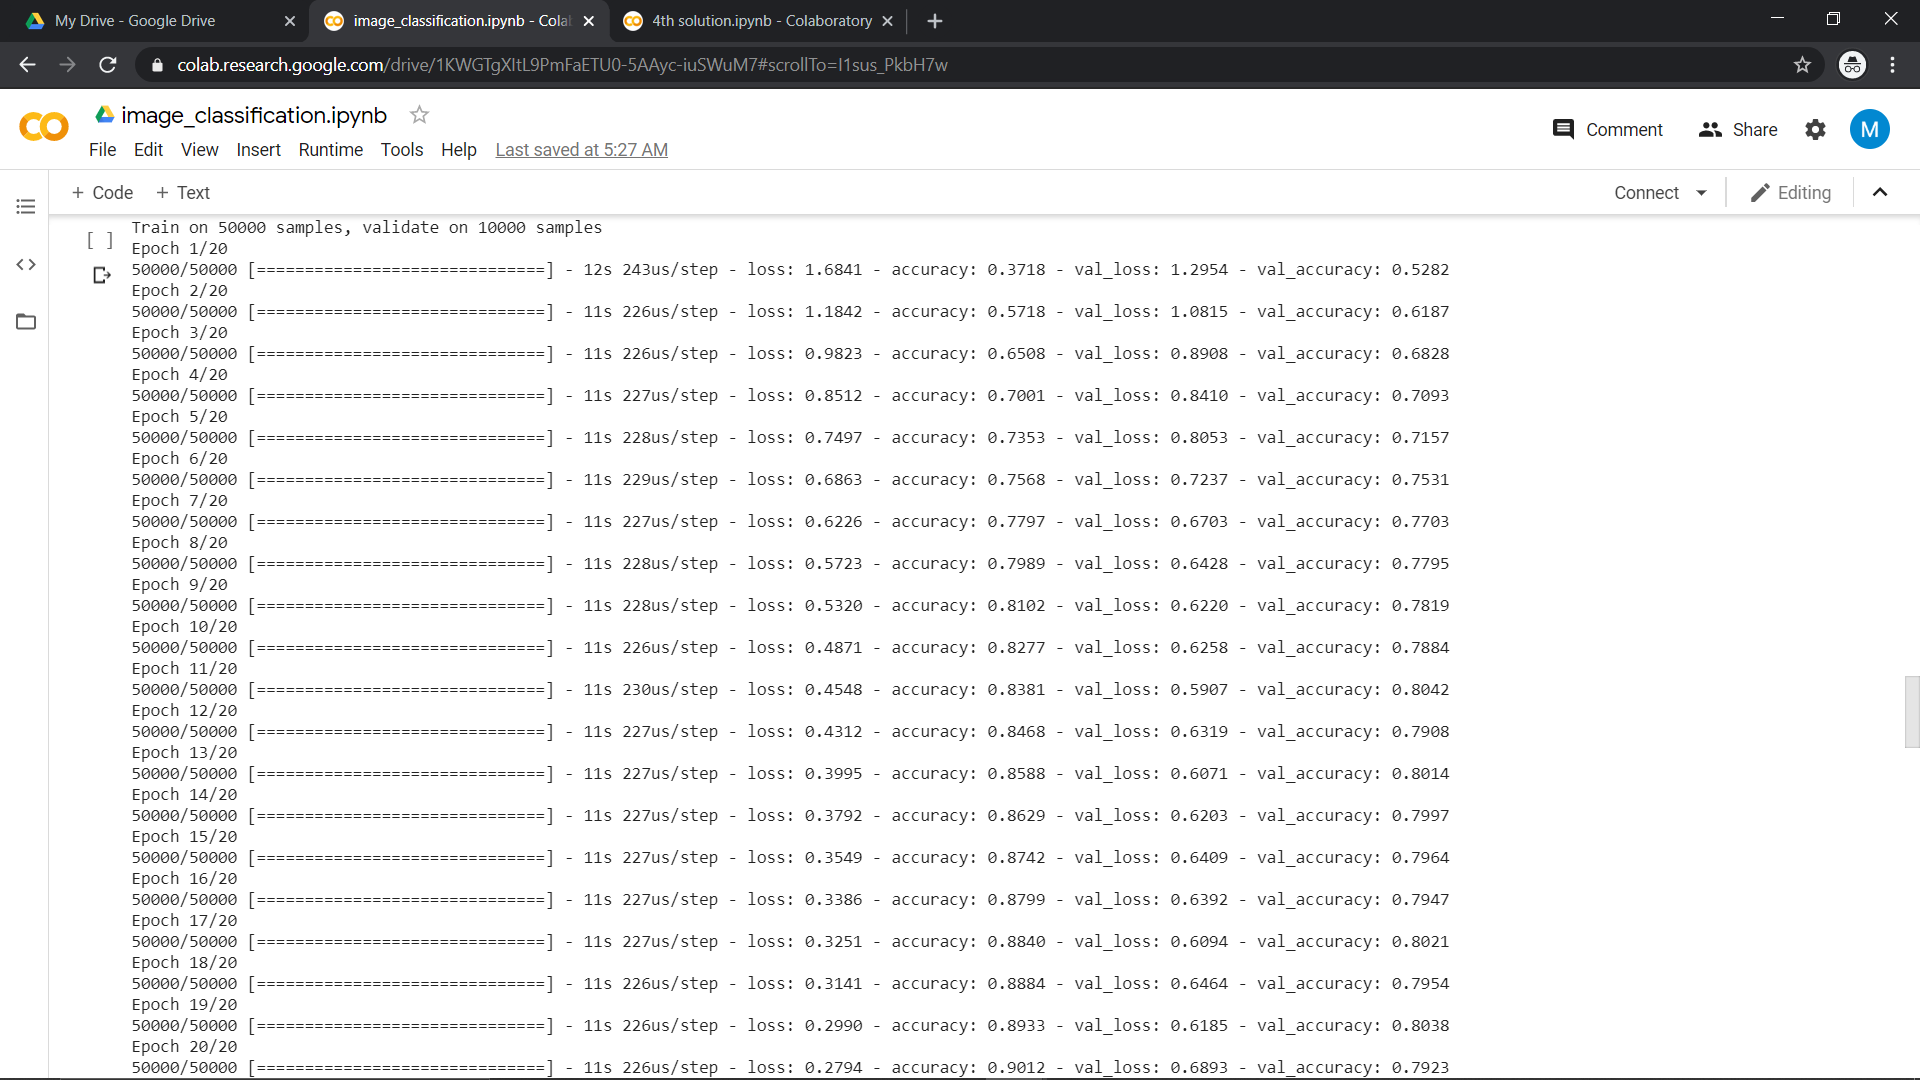 My Drive - Google Drive
image_classification.ipynb - Cola
4th solution.ipynb - Colaboratory
colab.research.google.com/drive/1KWGTgXItL9PmFaETU0-5AAyc-iuSWuM7#scrollTo=I1sus_PkbH7w
image_classification.ipynb
Comment
Share
M
File Edit View Insert Runtime Tools Help Last saved at 5:27 AM
+ Code + Text
Connect
Editing
[ ]
Train on 50000 samples, validate on 10000 samples
Epoch 1/20
50000/50000 [==============================] - 12s 243us/step - loss: 1.6841 - accuracy: 0.3718 - val_loss: 1.2954 - val_accuracy: 0.5282
Epoch 2/20
50000/50000 [==============================] - 11s 226us/step - loss: 1.1842 - accuracy: 0.5718 - val_loss: 1.0815 - val_accuracy: 0.6187
Epoch 3/20
50000/50000 [==============================] - 11s 226us/step - loss: 0.9823 - accuracy: 0.6508 - val_loss: 0.8908 - val_accuracy: 0.6828
Epoch 4/20
50000/50000 [==============================] - 11s 227us/step - loss: 0.8512 - accuracy: 0.7001 - val_loss: 0.8410 - val_accuracy: 0.7093
Epoch 5/20
50000/50000 [==============================] - 11s 228us/step - loss: 0.7497 - accuracy: 0.7353 - val_loss: 0.8053 - val_accuracy: 0.7157
Epoch 6/20
50000/50000 [==============================] - 11s 229us/step - loss: 0.6863 - accuracy: 0.7568 - val_loss: 0.7237 - val_accuracy: 0.7531
Epoch 7/20
50000/50000 [==============================] - 11s 227us/step - loss: 0.6226 - accuracy: 0.7797 - val_loss: 0.6703 - val_accuracy: 0.7703
Epoch 8/20
50000/50000 [==============================] - 11s 228us/step - loss: 0.5723 - accuracy: 0.7989 - val_loss: 0.6428 - val_accuracy: 0.7795
Epoch 9/20
50000/50000 [==============================] - 11s 228us/step - loss: 0.5320 - accuracy: 0.8102 - val_loss: 0.6220 - val_accuracy: 0.7819
Epoch 10/20
50000/50000 [==============================] - 11s 226us/step - loss: 0.4871 - accuracy: 0.8277 - val_loss: 0.6258 - val_accuracy: 0.7884
Epoch 11/20
50000/50000 [==============================] - 11s 230us/step - loss: 0.4548 - accuracy: 0.8381 - val_loss: 0.5907 - val_accuracy: 0.8042
Epoch 12/20
50000/50000 [==============================] - 11s 227us/step - loss: 0.4312 - accuracy: 0.8468 - val_loss: 0.6319 - val_accuracy: 0.7908
Epoch 13/20
50000/50000 [==============================] - 11s 227us/step - loss: 0.3995 - accuracy: 0.8588 - val_loss: 0.6071 - val_accuracy: 0.8014
Epoch 14/20
50000/50000 [==============================] - 11s 227us/step - loss: 0.3792 - accuracy: 0.8629 - val_loss: 0.6203 - val_accuracy: 0.7997
Epoch 15/20
50000/50000 [==============================] - 11s 227us/step - loss: 0.3549 - accuracy: 0.8742 - val_loss: 0.6409 - val_accuracy: 0.7964
Epoch 16/20
50000/50000 [==============================] - 11s 227us/step - loss: 0.3386 - accuracy: 0.8799 - val_loss: 0.6392 - val_accuracy: 0.7947
Epoch 17/20
50000/50000 [==============================] - 11s 227us/step - loss: 0.3251 - accuracy: 0.8840 - val_loss: 0.6094 - val_accuracy: 0.8021
Epoch 18/20
50000/50000 [==============================] - 11s 226us/step - loss: 0.3141 - accuracy: 0.8884 - val_loss: 0.6464 - val_accuracy: 0.7954
Epoch 19/20
50000/50000 [==============================] - 11s 226us/step - loss: 0.2990 - accuracy: 0.8933 - val_loss: 0.6185 - val_accuracy: 0.8038
Epoch 20/20
50000/50000 [==============================] - 11s 226us/step - loss: 0.2794 - accuracy: 0.9012 - val_loss: 0.6893 - val_accuracy: 0.7923